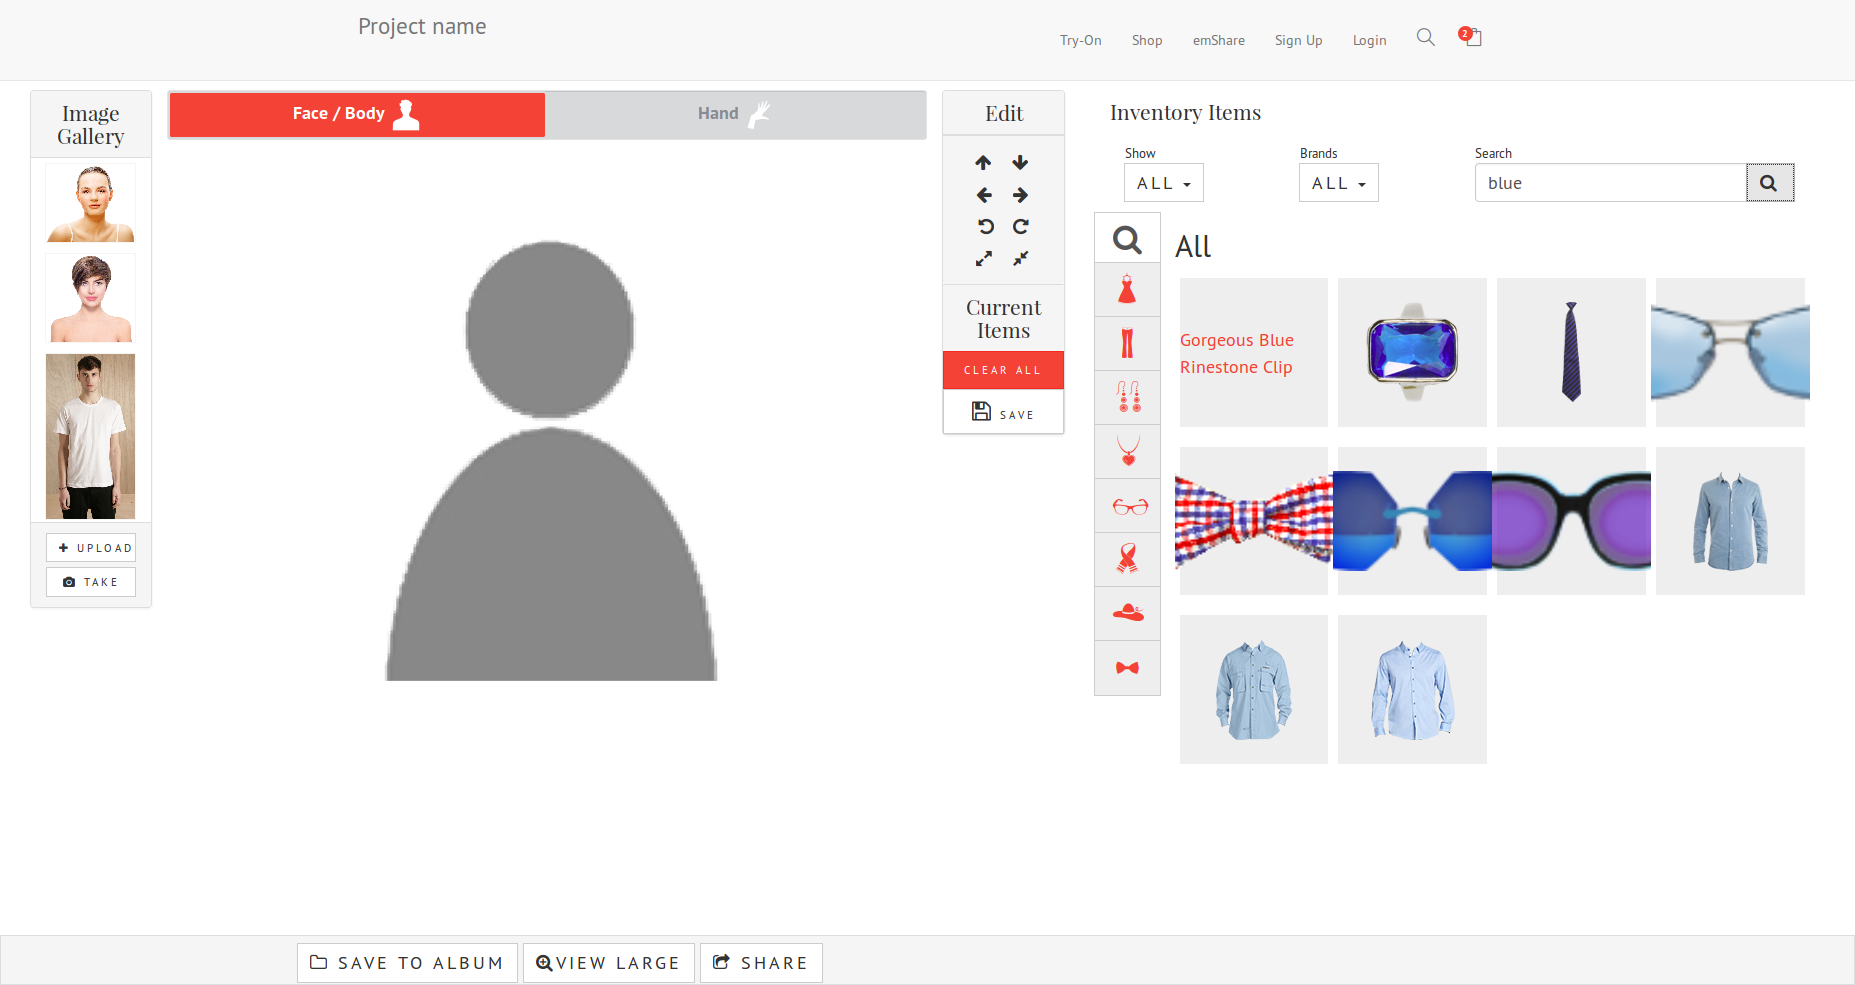 Project name
Try-On
Shop
emShare
Sign Up
Login
2
Image
Gallery
UPLOAD
TAKE
Face / Body
Hand
Edit
Current
Items
CLEAR ALL
SAVE
Inventory Items
Show
ALL
Brands
ALL
Search
blue
All
Gorgeous Blue
Rinestone Clip
SAVE TO ALBUM
VIEW LARGE
SHARE